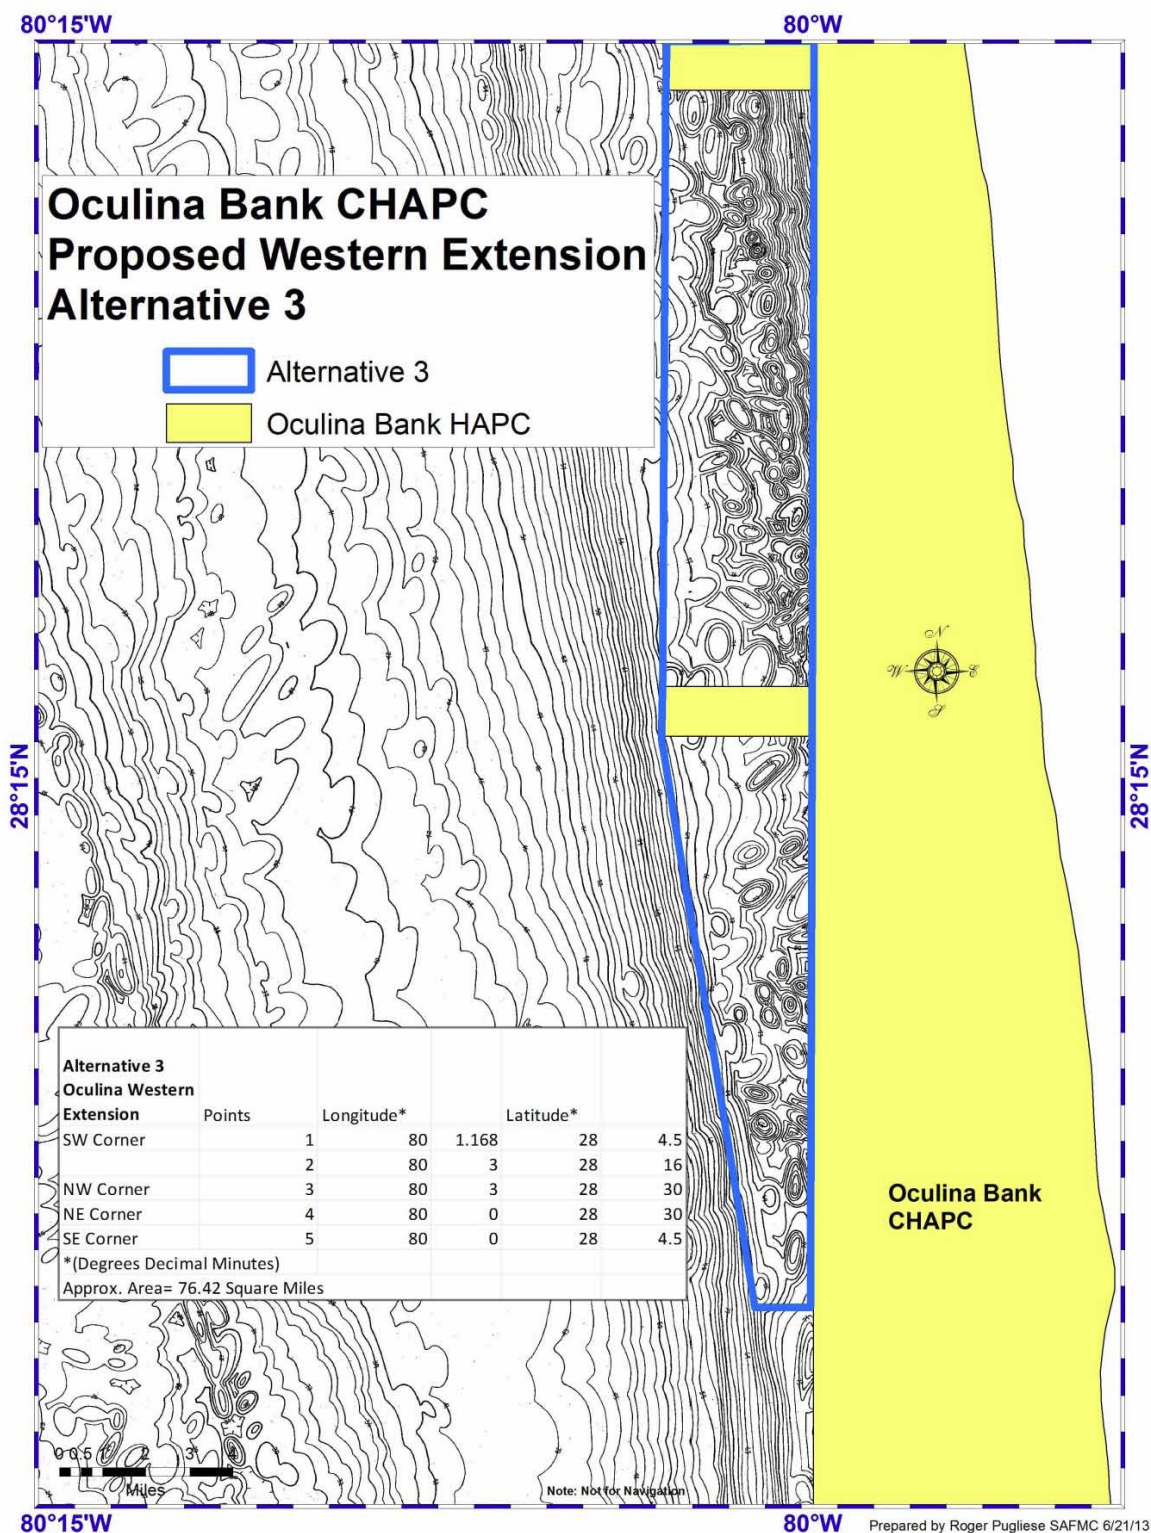 80°15'W 80°W
Oculina Bank CHAPC
Proposed Western Extension
Alternative 3
Alternative 3
Oculina Bank HAPC
N
W E
S
28°15'N 28°15'N
Alternative 3
Oculina Western
Extension Points Longitude* Latitude*
SW Corner 1 80 1.168 28 4.5
2 80 3 28 16
NW Corner 3 80 3 28 30
NE Corner 4 80 0 28 30
SE Corner 5 80 0 28 4.5
*(Degrees Decimal Minutes)
Approx. Area= 76.42 Square Miles
Oculina Bank
CHAPC
0 0.5 1 2 3 4
Miles
Note: Not for Navigation
80°15'W 80°W
Prepared by Roger Pugliese SAFMC 6/21/13